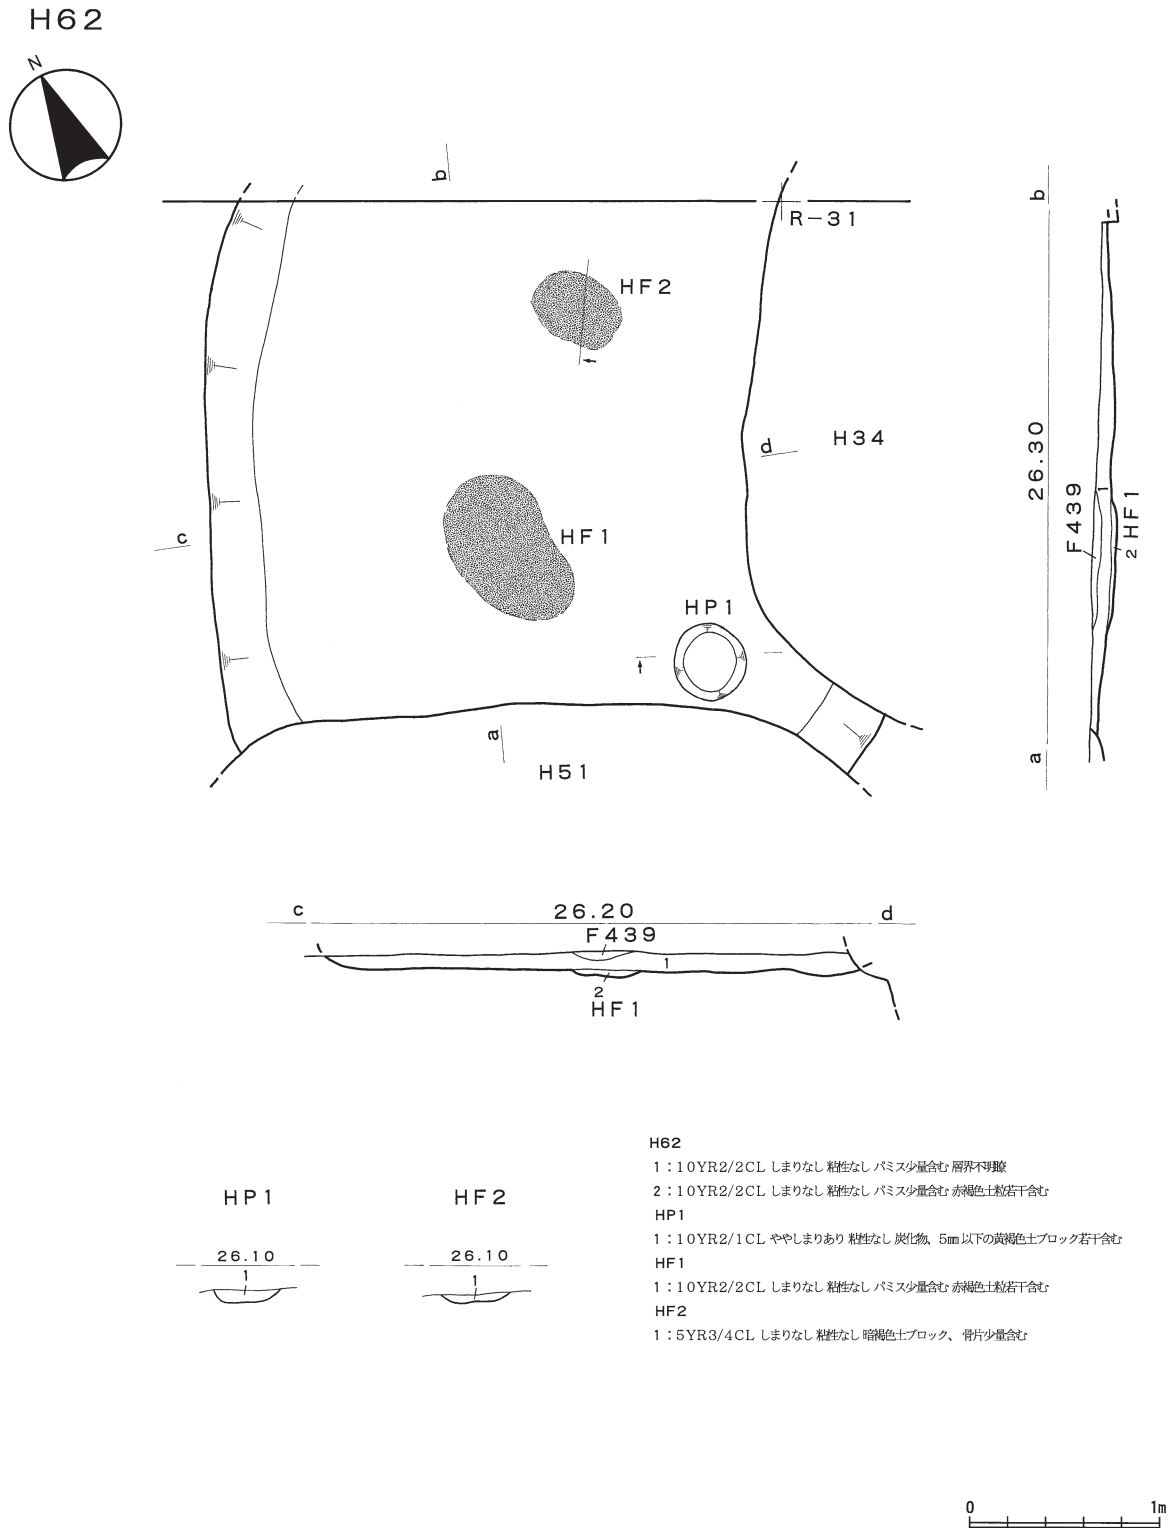 H62
N
b
R-31
HF2
d
H34
HF1
c
HP1
a
H51
b
26.30
F439
1
2
HF1
a
c
26.20
d
F439
1
2
HF1
HP1
26.10
1
HF2
26.10
1
H62
1：10YR2/2CL しまりなし 粘性なし パミス少量含む 層界不明瞭
2：10YR2/2CL しまりなし 粘性なし パミス少量含む 赤褐色土粒若干含む
HP1
1：10YR2/1CL ややしまりあり 粘性なし 炭化物、5㎜以下の黄褐色土ブロック若干含む
HF1
1：10YR2/2CL しまりなし 粘性なし パミス少量含む 赤褐色土粒若干含む
HF2
1：5YR3/4CL しまりなし 粘性なし 暗褐色土ブロック、骨片少量含む
0 1m